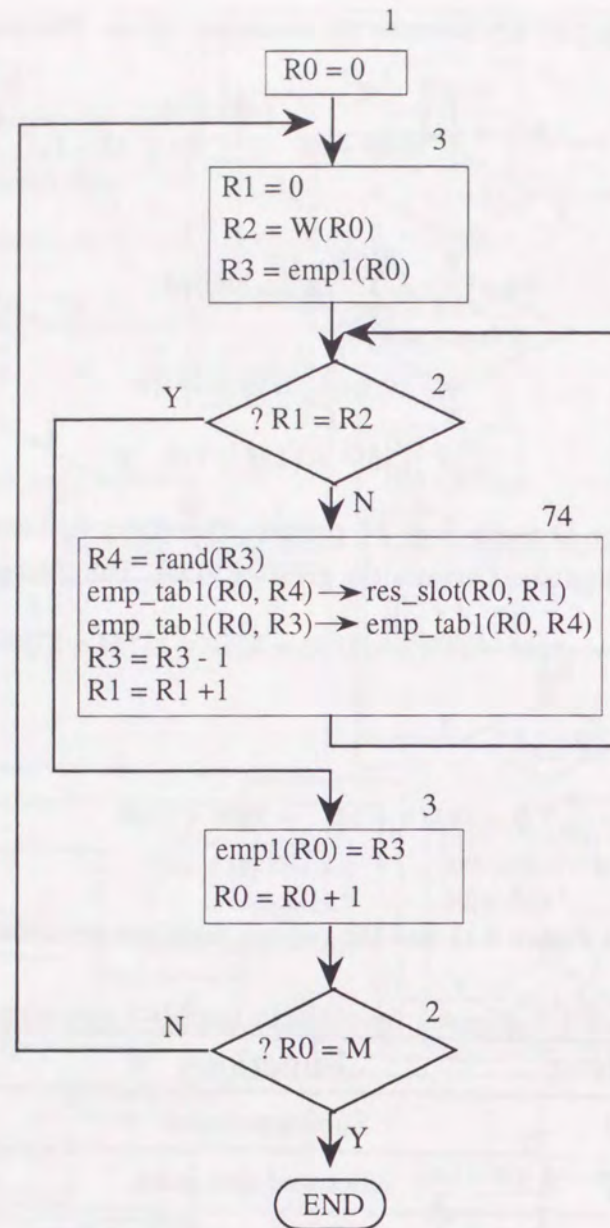 1
R0 = 0
3
R1 = 0
R2 = W(R0)
R3 = emp1(R0)
2
Y
? R1 = R2
N
74
R4 = rand(R3)
emp_tab1(R0, R4) → res_slot(R0, R1)
emp_tab1(R0, R3) → emp_tab1(R0, R4)
R3 = R3 - 1
R1 = R1 +1
3
emp1(R0) = R3
R0 = R0 + 1
2
N
? R0 = M
Y
END